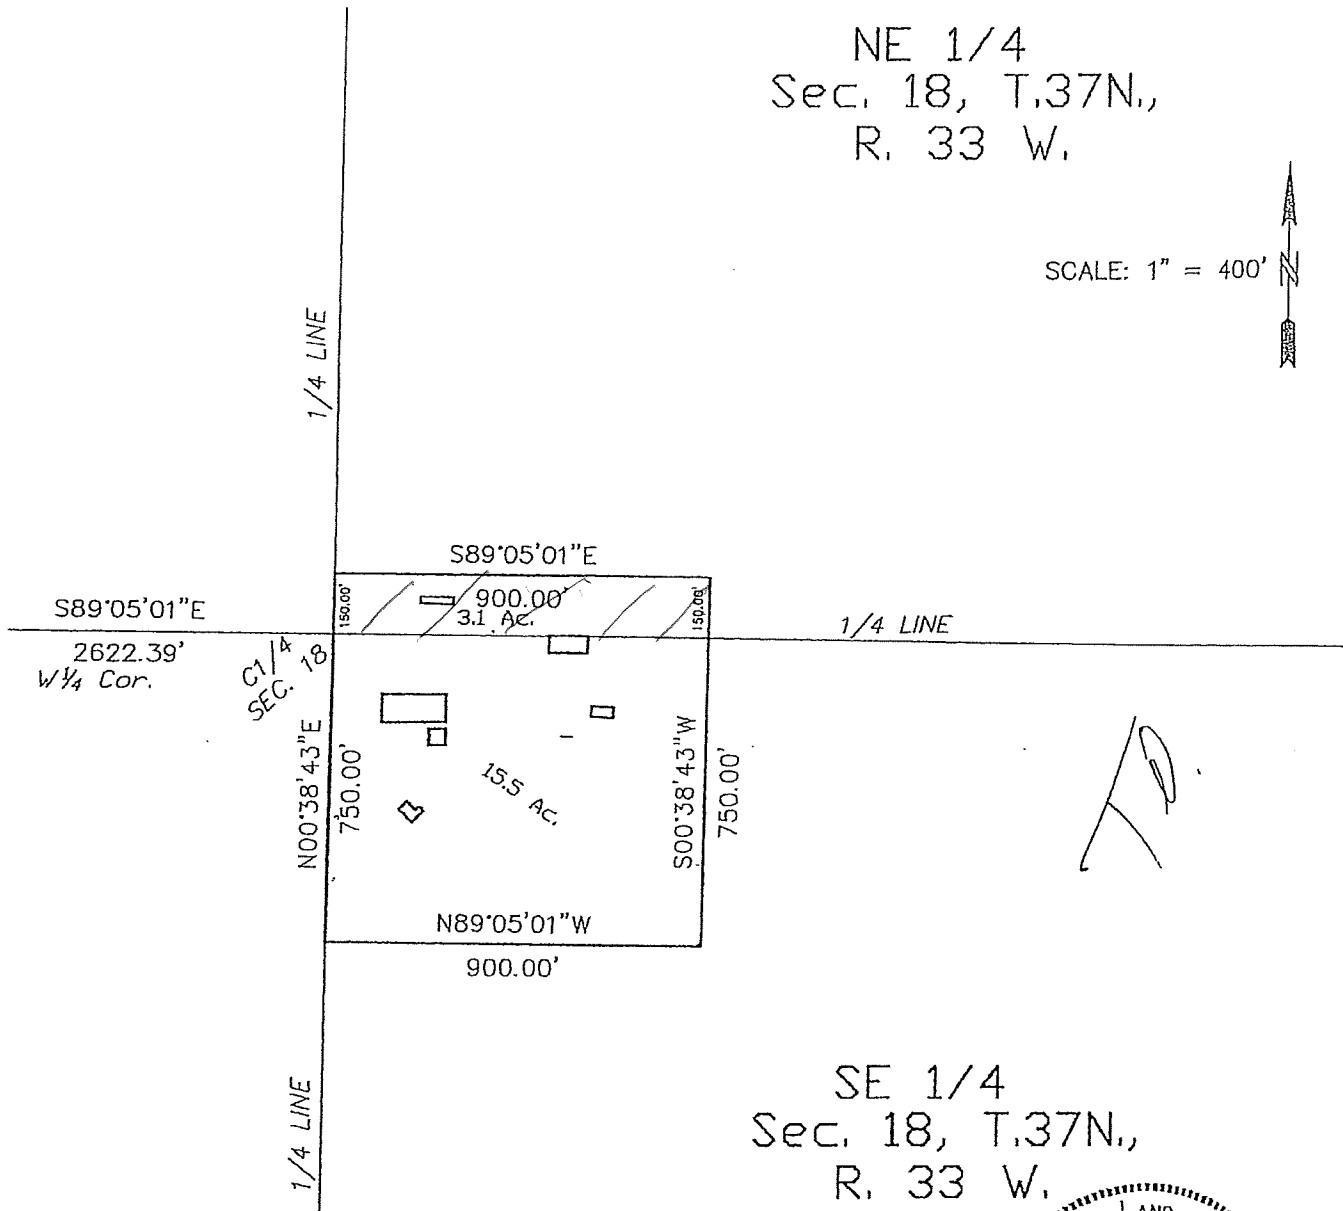 NE 1/4
Sec. 18, T.37N.,
R. 33 W.
SCALE: 1" = 400'
N
1/4 LINE
S89°05'01"E
150.00'
900.00'
150.00'
3.1 Ac.
S89°05'01"E
2622.39'
W¼ Cor.
C1/4
SEC. 18
1/4 LINE
N00°38'43"E
750.00'
15.5 Ac.
S00°38'43"W
750.00'
N89°05'01"W
900.00'
1/4 LINE
SE 1/4
Sec. 18, T.37N.,
R. 33 W.
LAND